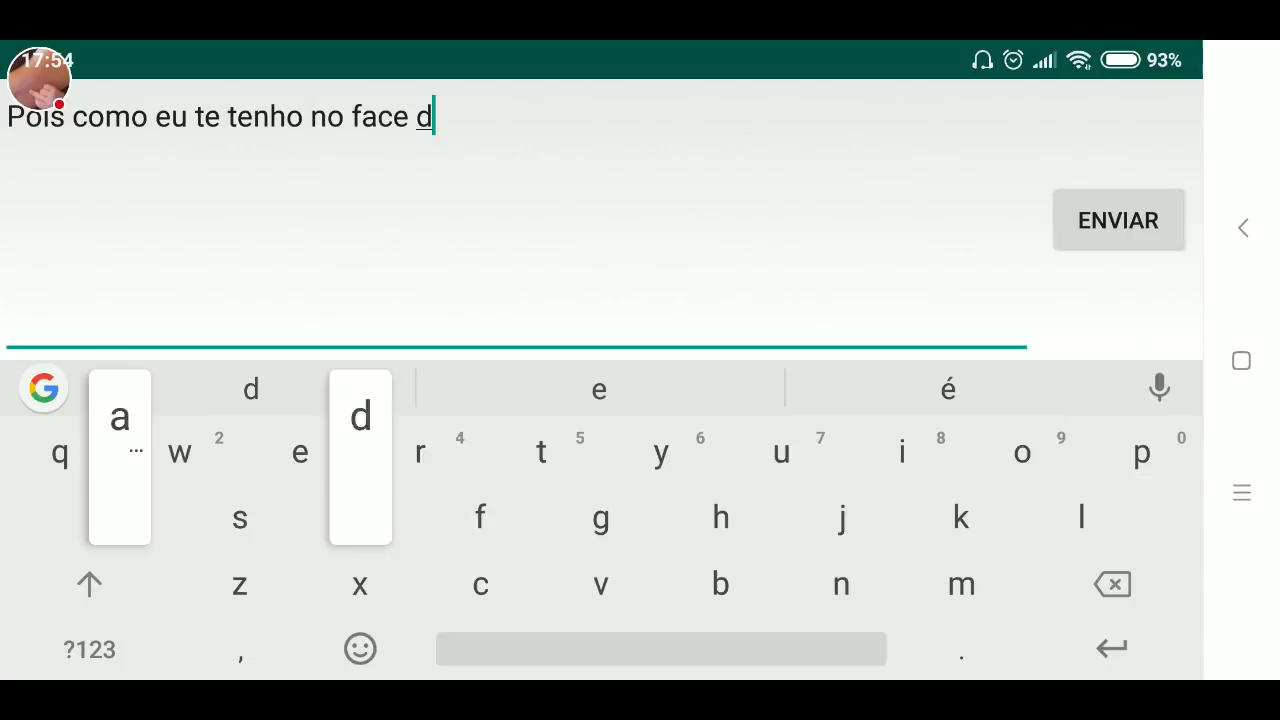 17:54 93%
Pois como eu te tenho no face d
ENVIAR
d e é
a d
q w 2 e r 4 t 5 y 6 u 7 i 8 o 9 p 0
s f g h j k l
z x c v b n m
?123 , .